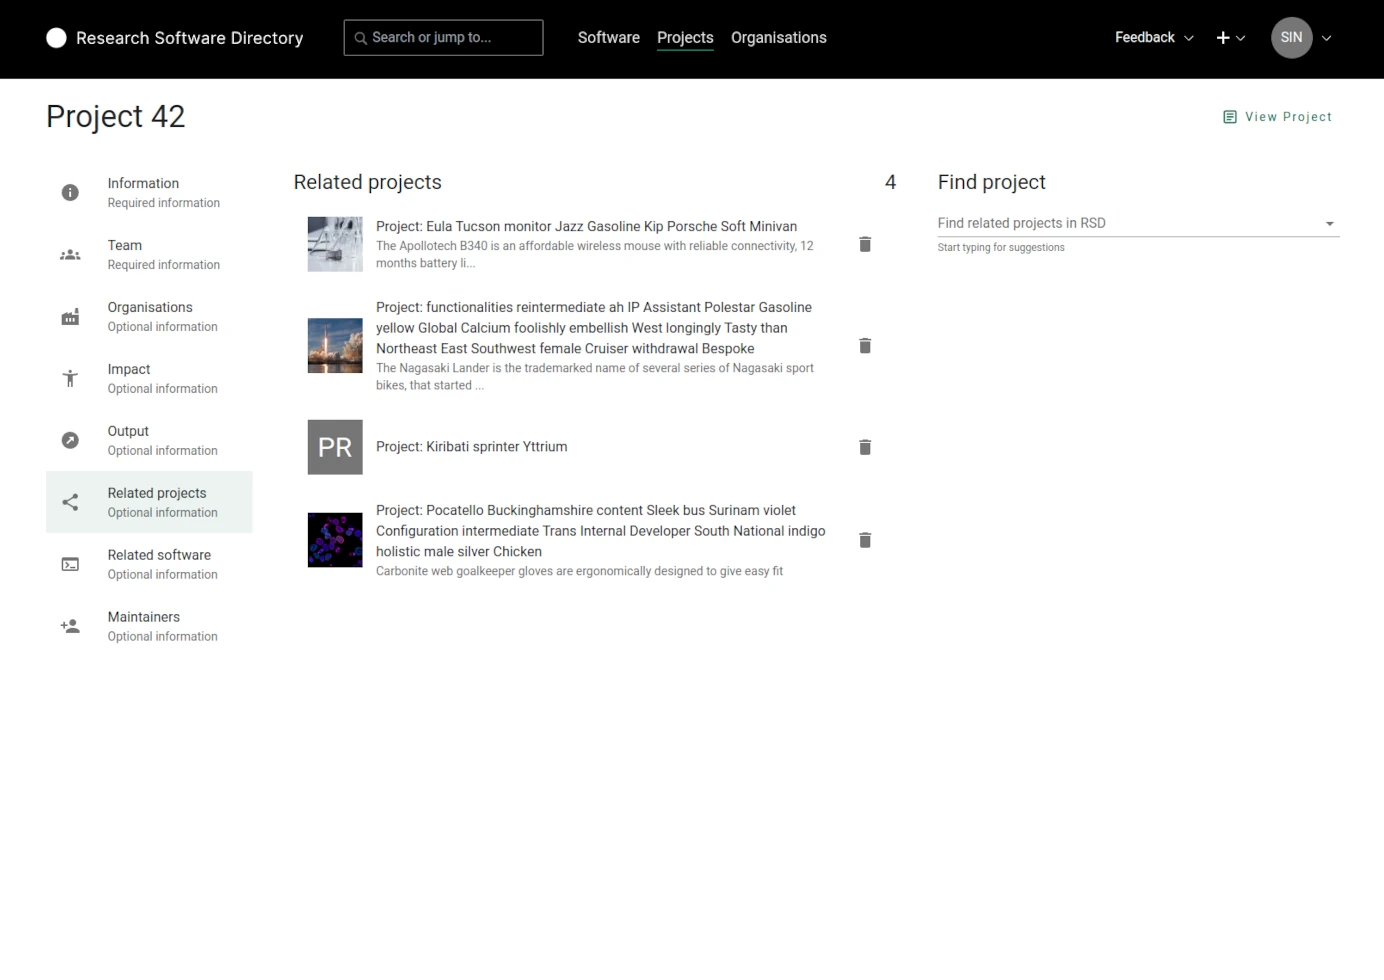 Research Software Directory
Search or jump to...
Software
Projects
Organisations
Feedback
SIN
Project 42
View Project
Information
Required information
Team
Required information
Organisations
Optional information
Impact
Optional information
Output
Optional information
Related projects
Optional information
Related software
Optional information
Maintainers
Optional information
Related projects
4
Project: Eula Tucson monitor Jazz Gasoline Kip Porsche Soft Minivan
The Apollotech B340 is an affordable wireless mouse with reliable connectivity, 12
months battery li...
Project: functionalities reintermediate ah IP Assistant Polestar Gasoline
yellow Global Calcium foolishly embellish West longingly Tasty than
Northeast East Southwest female Cruiser withdrawal Bespoke
The Nagasaki Lander is the trademarked name of several series of Nagasaki sport
bikes, that started ...
PR
Project: Kiribati sprinter Yttrium
Project: Pocatello Buckinghamshire content Sleek bus Surinam violet
Configuration intermediate Trans Internal Developer South National indigo
holistic male silver Chicken
Carbonite web goalkeeper gloves are ergonomically designed to give easy fit
Find project
Find related projects in RSD
Start typing for suggestions